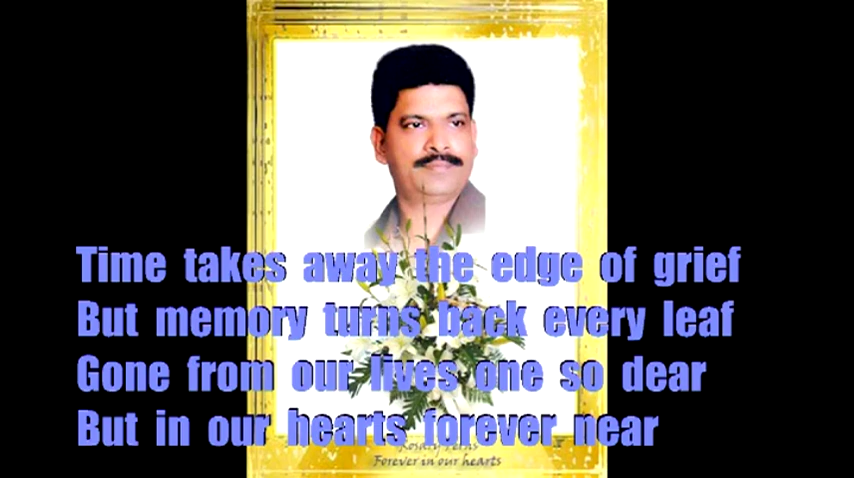 Time takes away the edge of grief
But memory turns back every leaf
Gone from our lives one so dear
But in our hearts forever near
Forever in our hearts